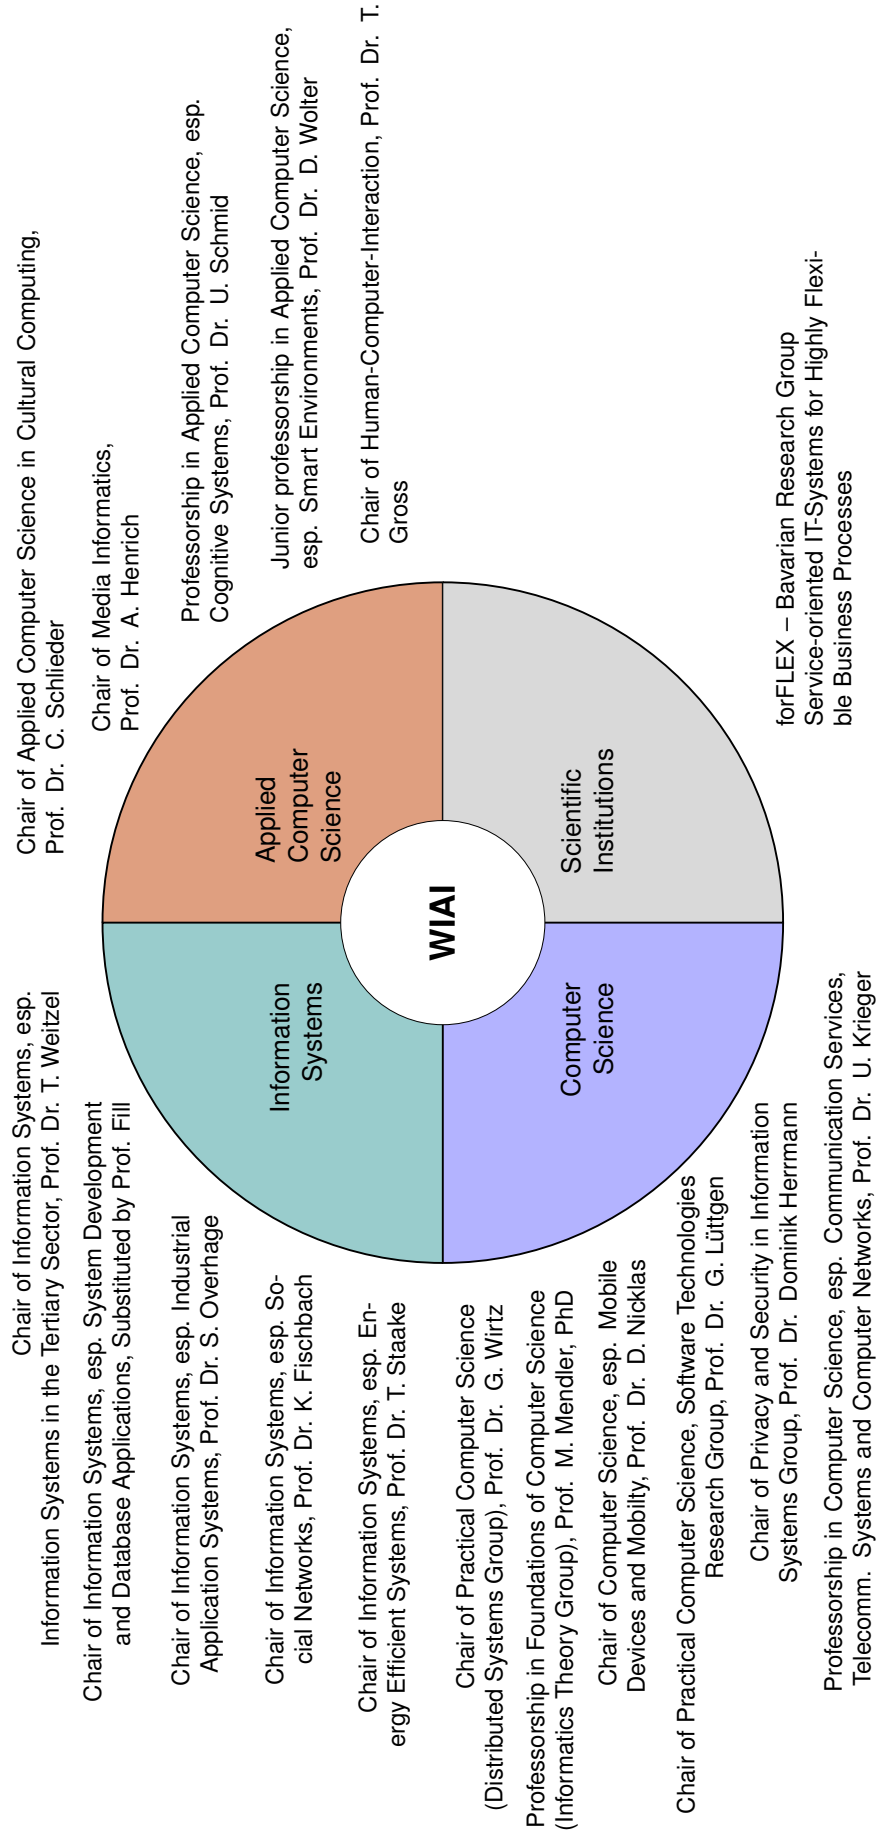 Chair of Information Systems, esp.
Information Systems in the Tertiary Sector, Prof. Dr. T. Weitzel
Chair of Information Systems, esp. System Development
and Database Applications, Substituted by Prof. Fill
Chair of Information Systems, esp. Industrial
Application Systems, Prof. Dr. S. Overhage
Chair of Information Systems, esp. So-
cial Networks, Prof. Dr. K. Fischbach
Chair of Information Systems, esp. En-
ergy Efficient Systems, Prof. Dr. T. Staake
Chair of Practical Computer Science
(Distributed Systems Group), Prof. Dr. G. Wirtz
Professorship in Foundations of Computer Science
(Informatics Theory Group), Prof. M. Mendler, PhD
Chair of Computer Science, esp. Mobile
Devices and Mobilty, Prof. Dr. D. Nicklas
Chair of Practical Computer Science, Software Technologies
Research Group, Prof. Dr. G. Lüttgen
Chair of Privacy and Security in Information
Systems Group, Prof. Dr. Dominik Herrmann
Professorship in Computer Science, esp. Communication Services,
Telecomm. Systems and Computer Networks, Prof. Dr. U. Krieger
Information
Systems
Computer
Science
WIAI
Applied
Computer
Science
Scientific
Institutions
Chair of Applied Computer Science in Cultural Computing,
Prof. Dr. C. Schlieder
Chair of Media Informatics,
Prof. Dr. A. Henrich
Professorship in Applied Computer Science, esp.
Cognitive Systems, Prof. Dr. U. Schmid
Junior professorship in Applied Computer Science,
esp. Smart Environments, Prof. Dr. D. Wolter
Chair of Human-Computer-Interaction, Prof. Dr. T.
Gross
forFLEX – Bavarian Research Group
Service-oriented IT-Systems for Highly Flexi-
ble Business Processes